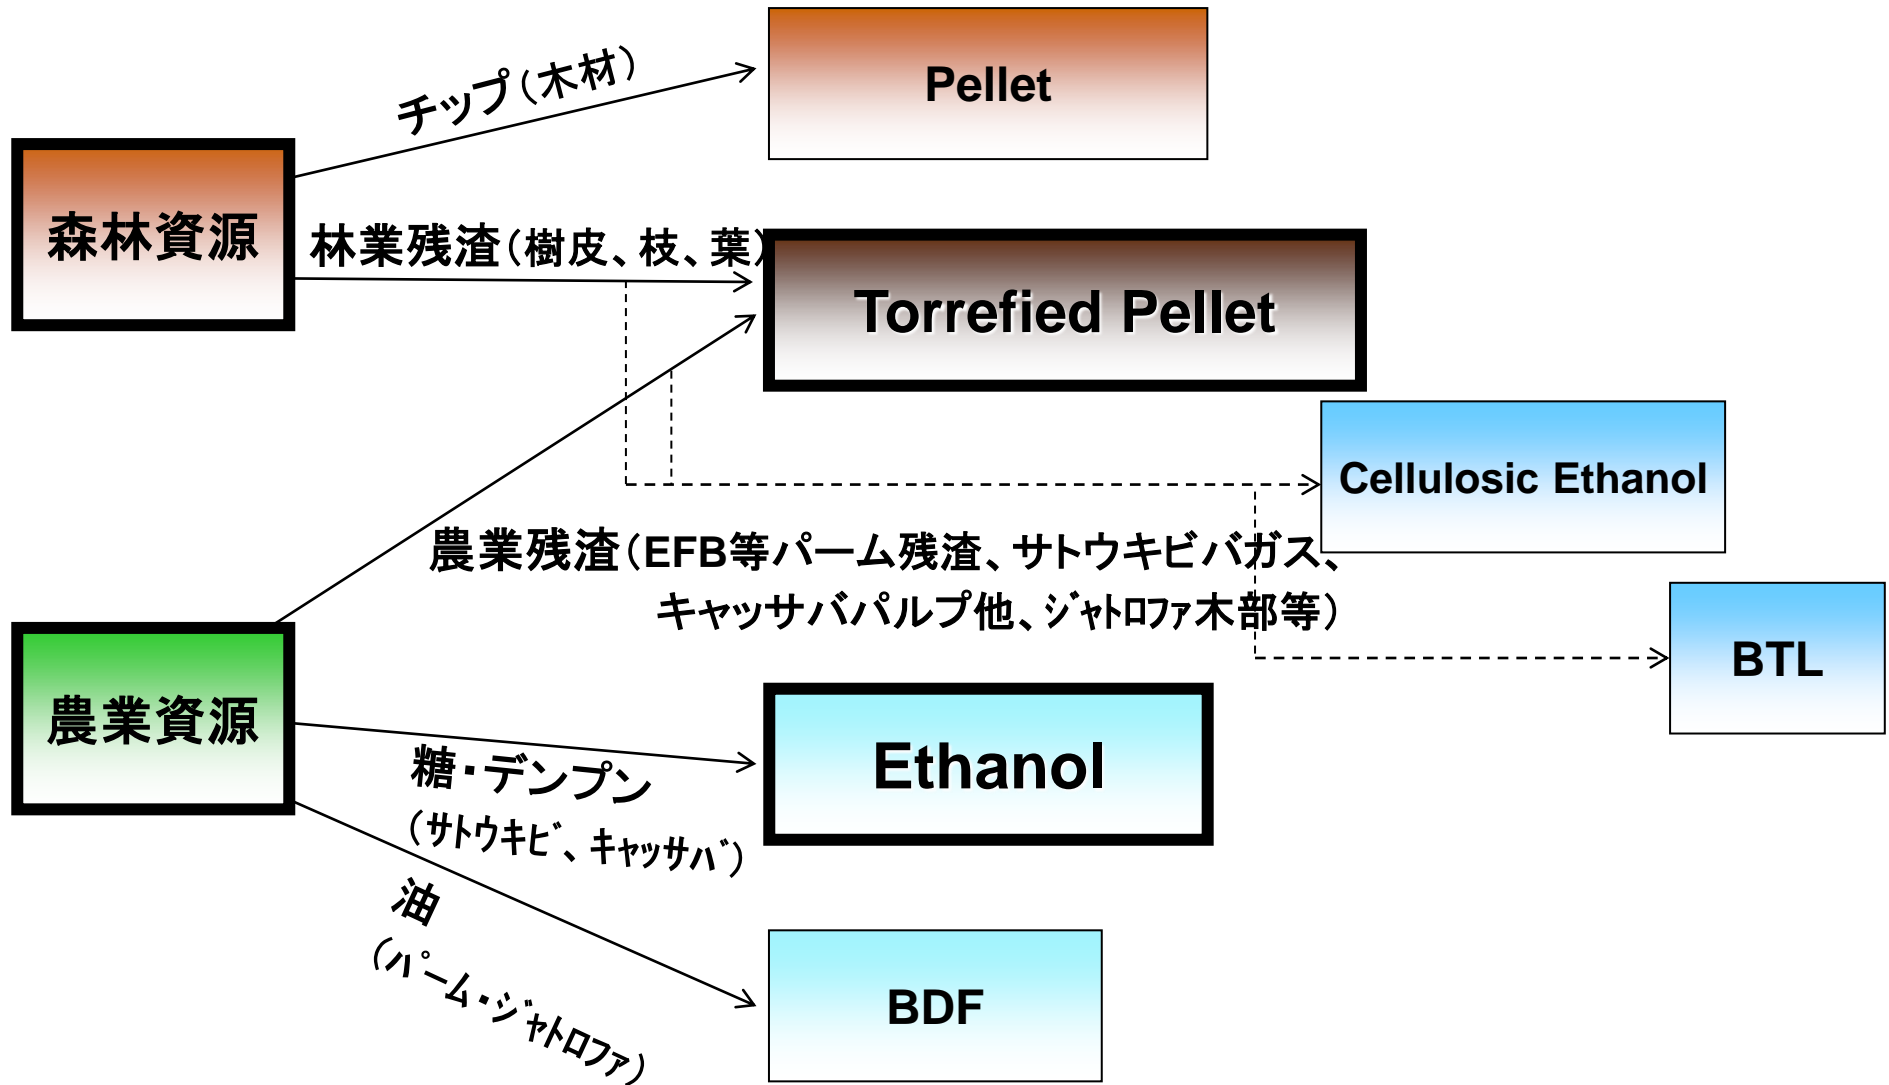 チップ（木材）
Pellet
森林資源
林業残渣（樹皮、枝、葉）
Torrefied Pellet
Cellulosic Ethanol
農業残渣（EFB等パーム残渣、サトウキビバガス、
キャッサバパルプ他、ｼﾞｬﾄﾛﾌｧ木部等）
BTL
農業資源
糖・デンプン
（ｻﾄｳｷﾋﾞ、ｷｬｯｻﾊﾞ）
Ethanol
油
（ﾊﾟｰﾑ・ｼﾞｬﾄﾛﾌｧ）
BDF